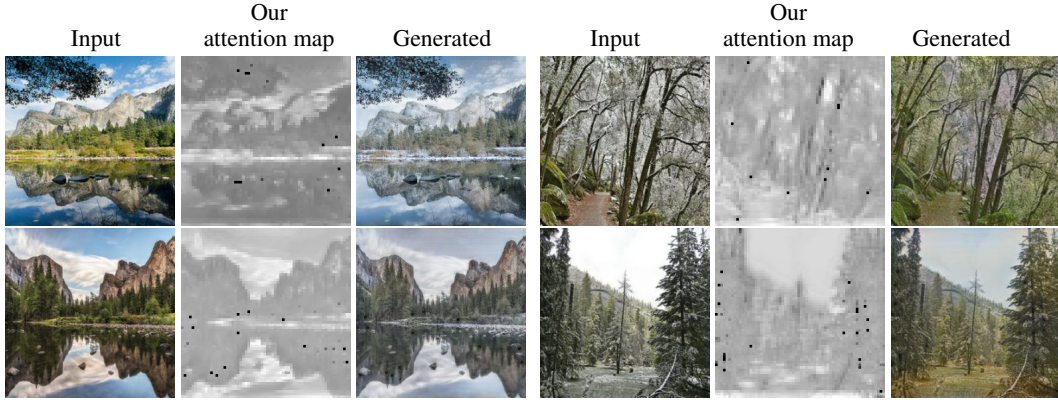 Input
Our
attention map
Generated
Input
Our
attention map
Generated